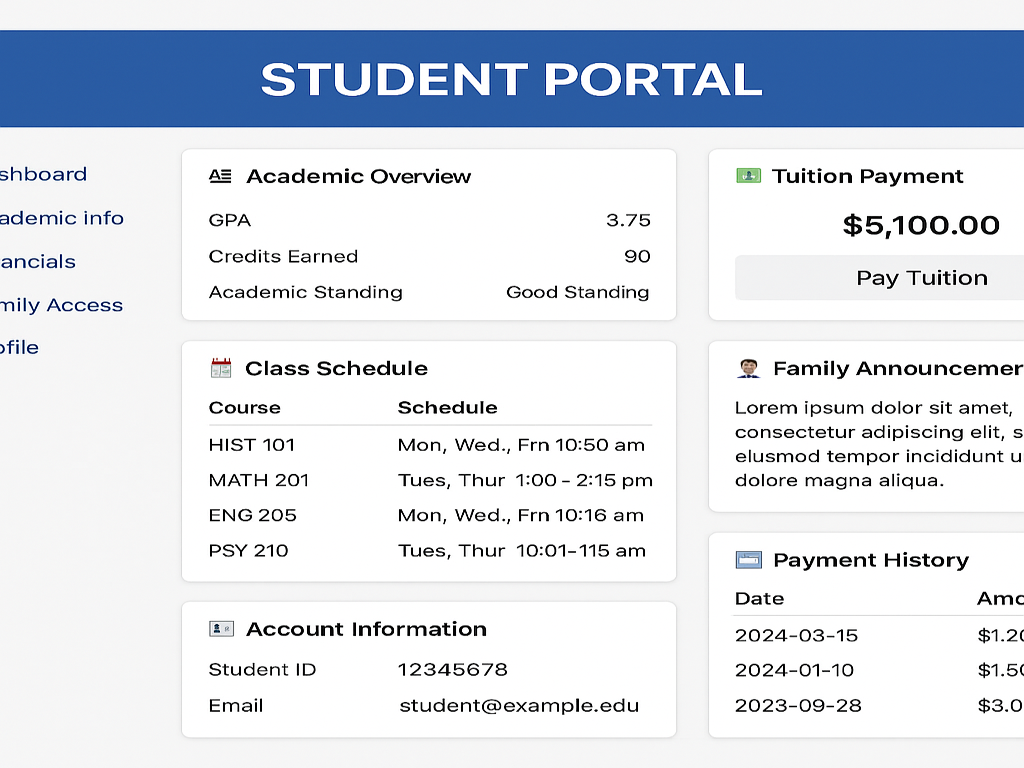 STUDENT PORTAL
shboard
ademic info
ancials
mily Access
ofile
Academic Overview
GPA 3.75
Credits Earned 90
Academic Standing Good Standing
Class Schedule
Course Schedule
HIST 101 Mon, Wed., Frn 10:50 am
MATH 201 Tues, Thur 1:00 - 2:15 pm
ENG 205 Mon, Wed., Frn 10:16 am
PSY 210 Tues, Thur 10:01-115 am
Account Information
Student ID 12345678
Email student@example.edu
Tuition Payment
$5,100.00
Pay Tuition
Family Announcemen
Lorem ipsum dolor sit amet,
consectetur adipiscing elit, s
elusmod tempor incididunt u
dolore magna aliqua.
Payment History
Date Amo
2024-03-15 $1.20
2024-01-10 $1.50
2023-09-28 $3.0